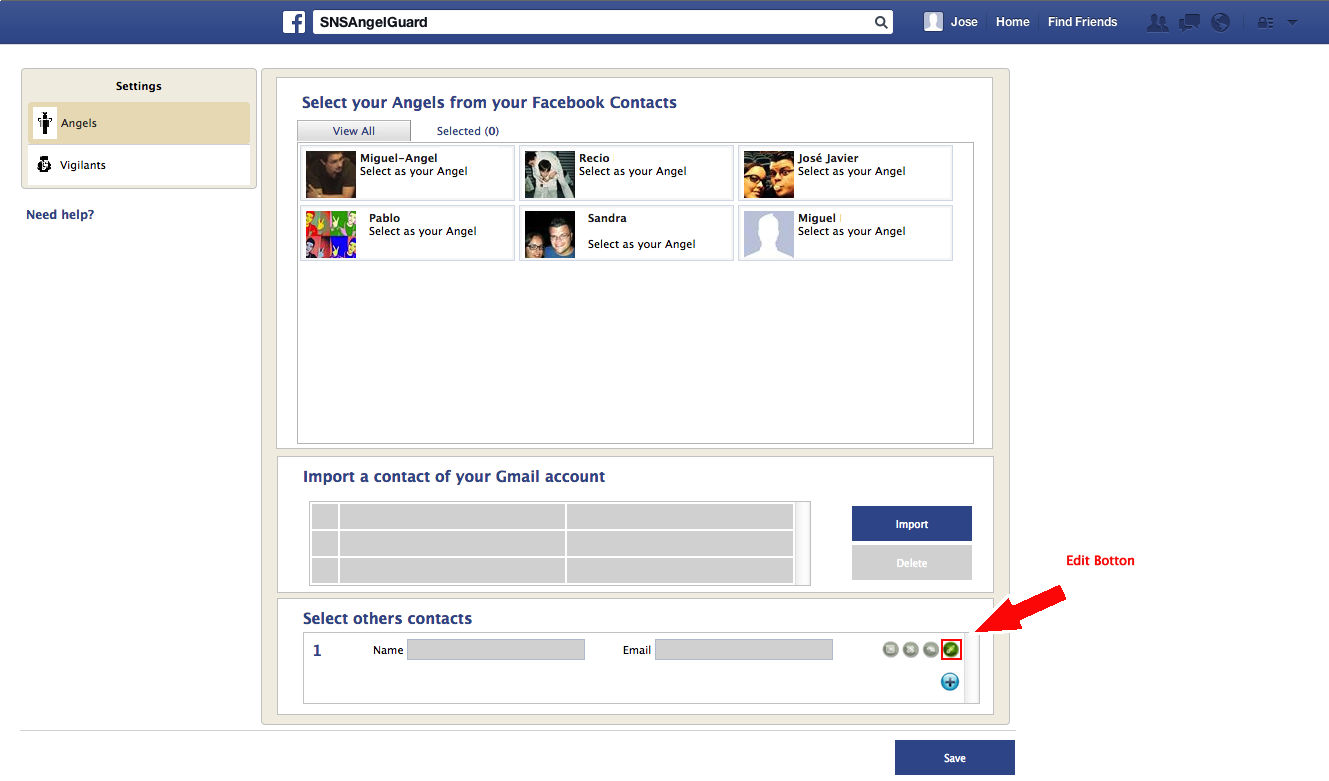 SNSAngelGuard
Jose Home Find Friends
Settings
Angels
Vigilants
Need help?
Select your Angels from your Facebook Contacts
View All Selected (0)
Miguel-Angel
Select as your Angel
Recio
Select as your Angel
José Javier
Select as your Angel
Pablo
Select as your Angel
Sandra
Select as your Angel
Miguel
Select as your Angel
Import a contact of your Gmail account
Import
Delete
Edit Botton
Select others contacts
1 Name Email
Save